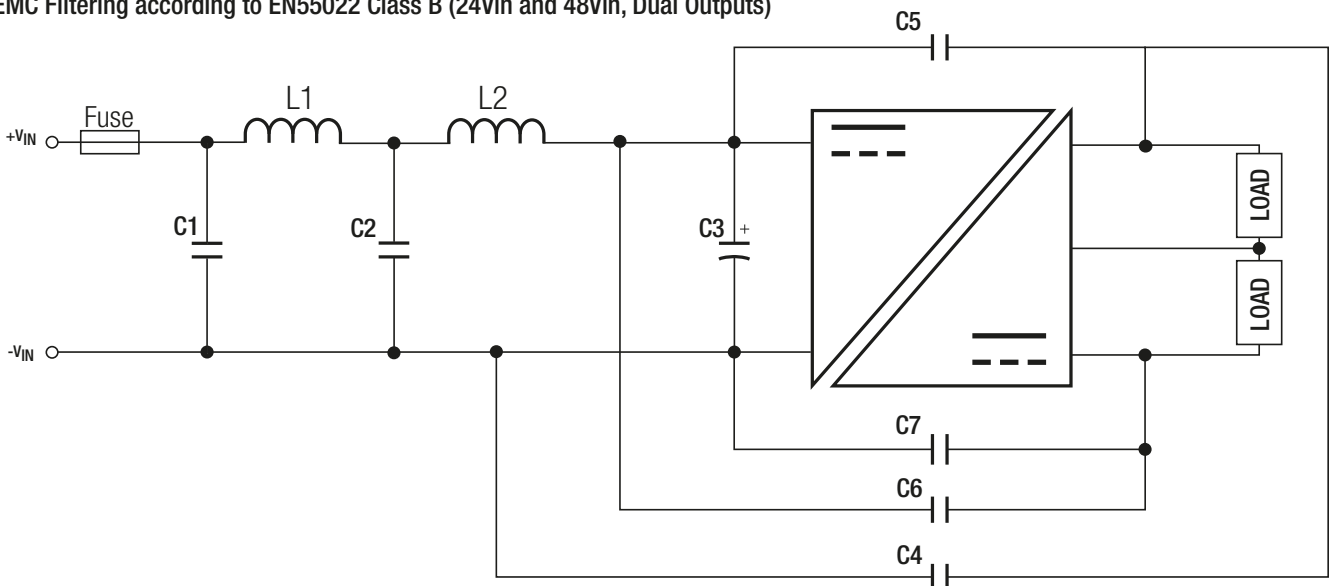 EMC Filtering according to EN55022 Class B (24Vin and 48Vin, Dual Outputs)
C5
Fuse
L1
L2
+VIN
LOAD
C1
C2
C3
+
LOAD
-VIN
C7
C6
C4